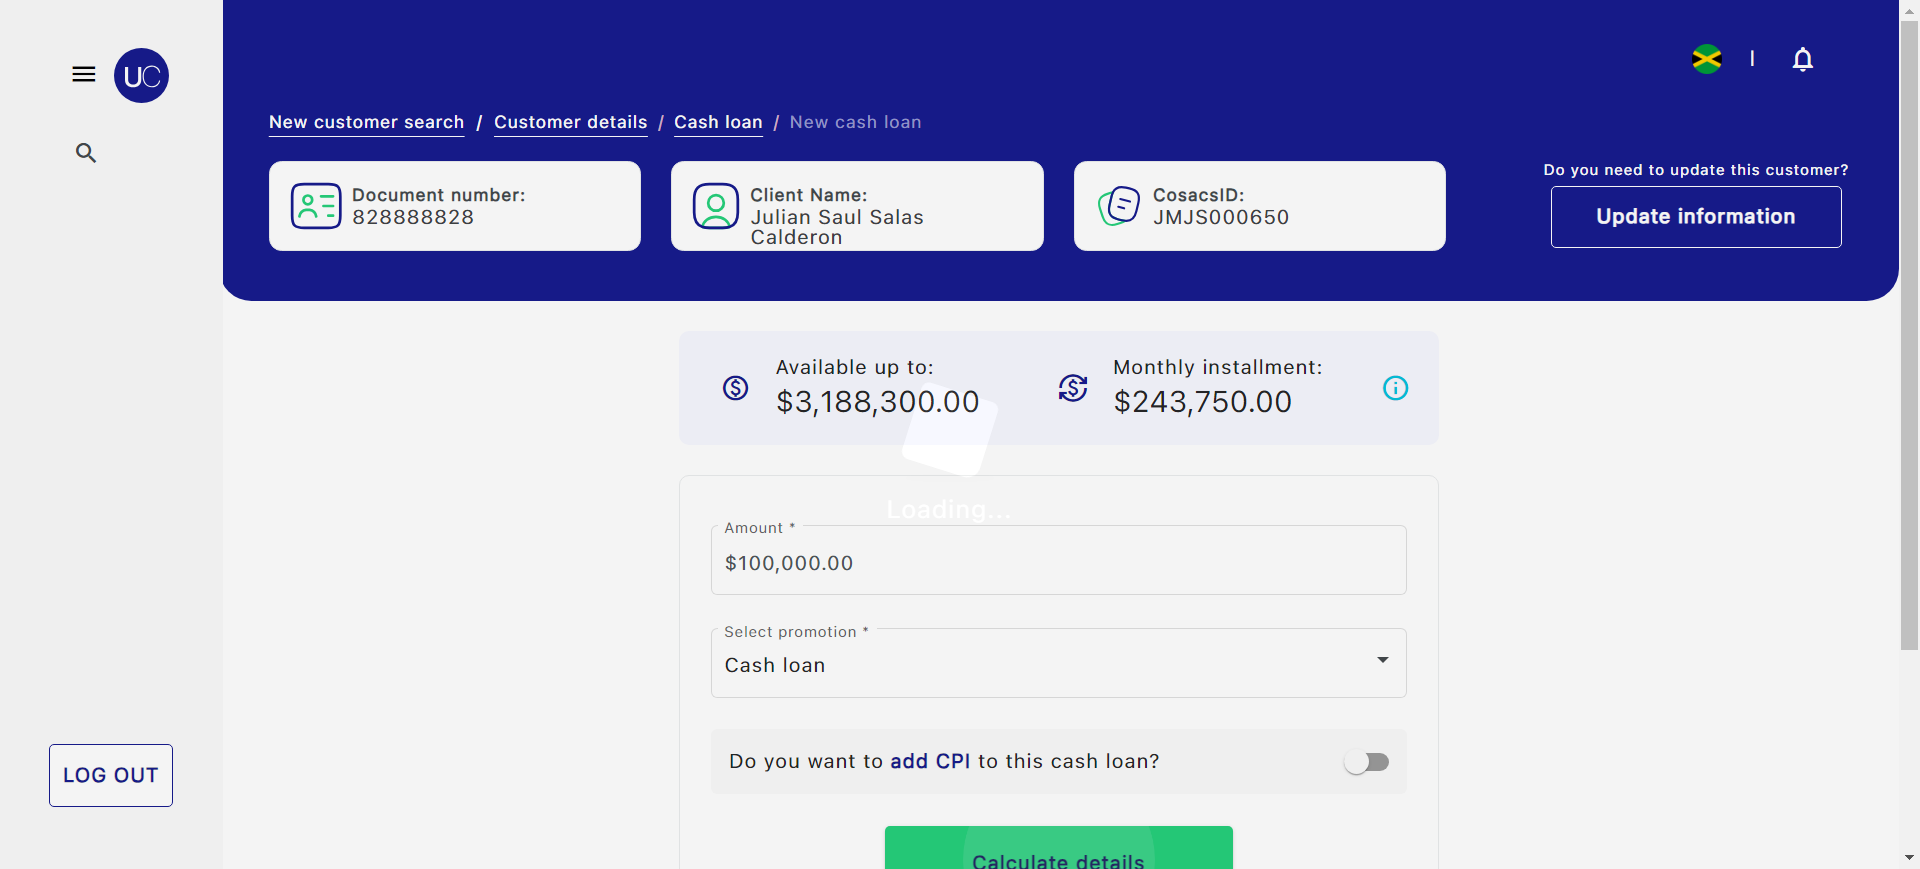 UC
New customer search / Customer details / Cash loan / New cash loan
Document number:
828888828
Client Name:
Julian Saul Salas
Calderon
CosacsID:
JMJS000650
Do you need to update this customer?
Update information
Available up to:
$3,188,300.00
Monthly installment:
$243,750.00
Loading...
Amount *
$100,000.00
Select promotion *
Cash loan
Do you want to add CPI to this cash loan?
LOG OUT
Calculate details